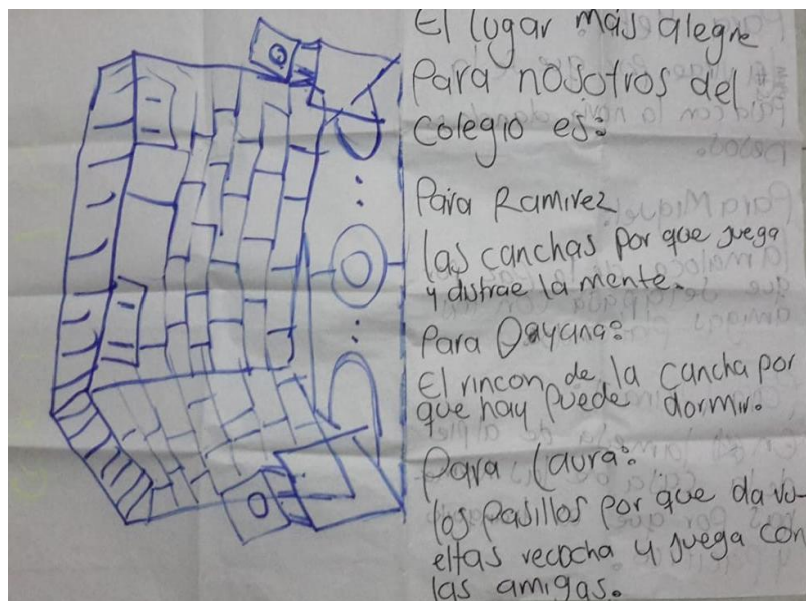 El lugar más alegre
Para nosotros del
colegio es:
Para Ramirez
las canchas por que juega
y distrae la mente.
Para Dayana:
El rincon de la cancha por
que hay puede dormir.
Para Laura:
los pasillos por que da vu-
eltas recocha y juega con
las amigas.